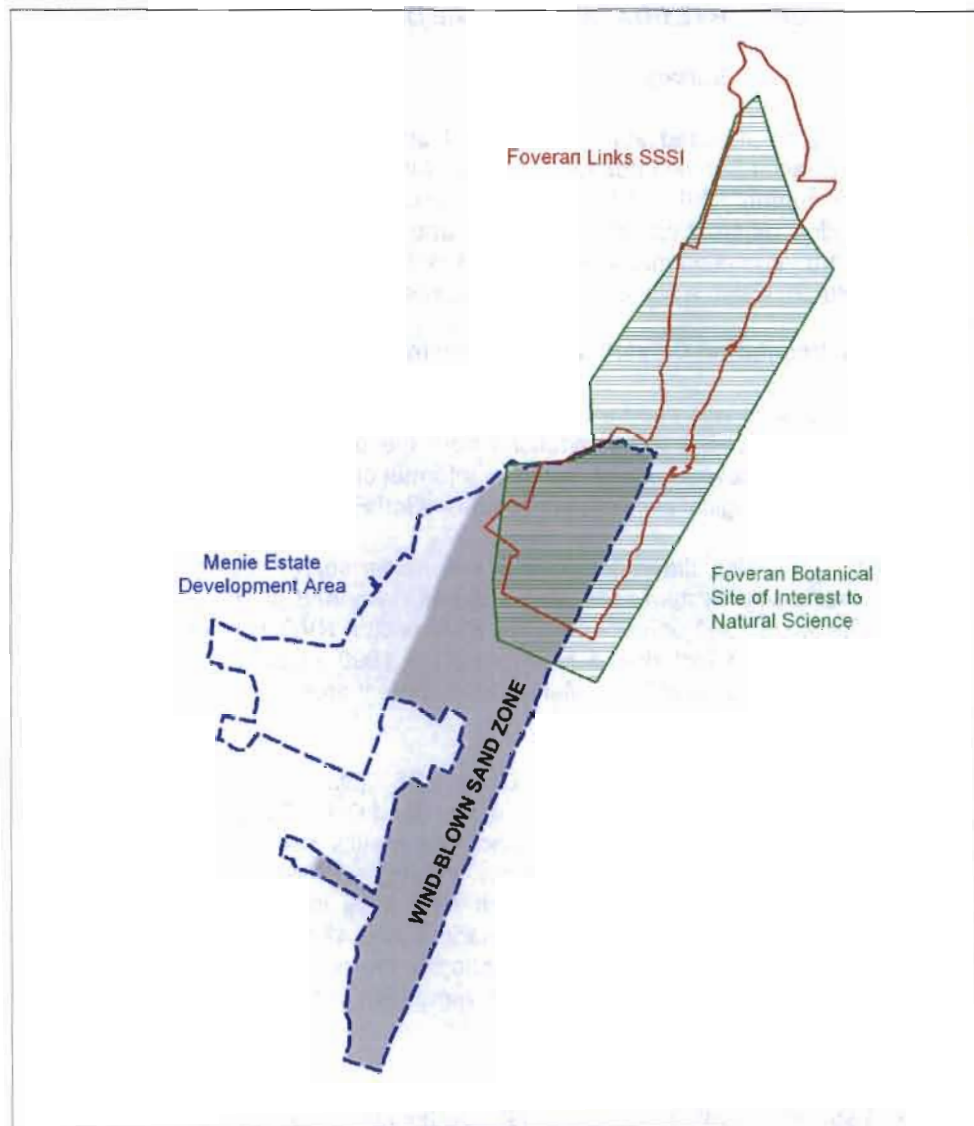 Foveran Links SSSI
Menie Estate
Development Area
Foveran Botanical
Site of Interest to
Natural Science
WIND-BLOWN SAND ZONE